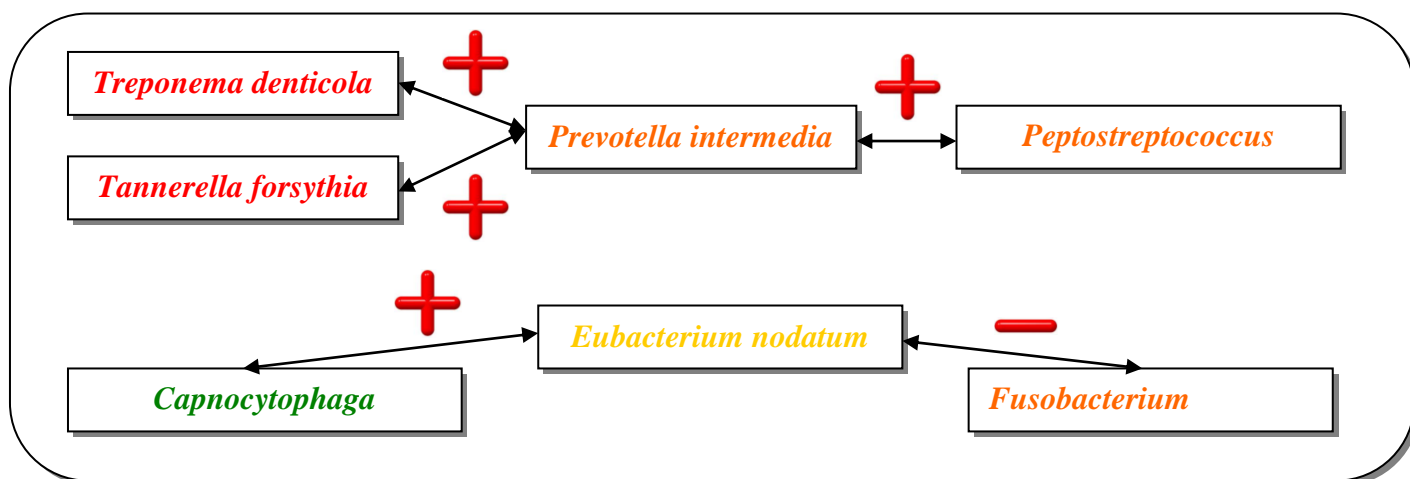 Treponema denticola
Prevotella intermedia
Peptostreptococcus
Tannerella forsythia
Eubacterium nodatum
Capnocytophaga
Fusobacterium